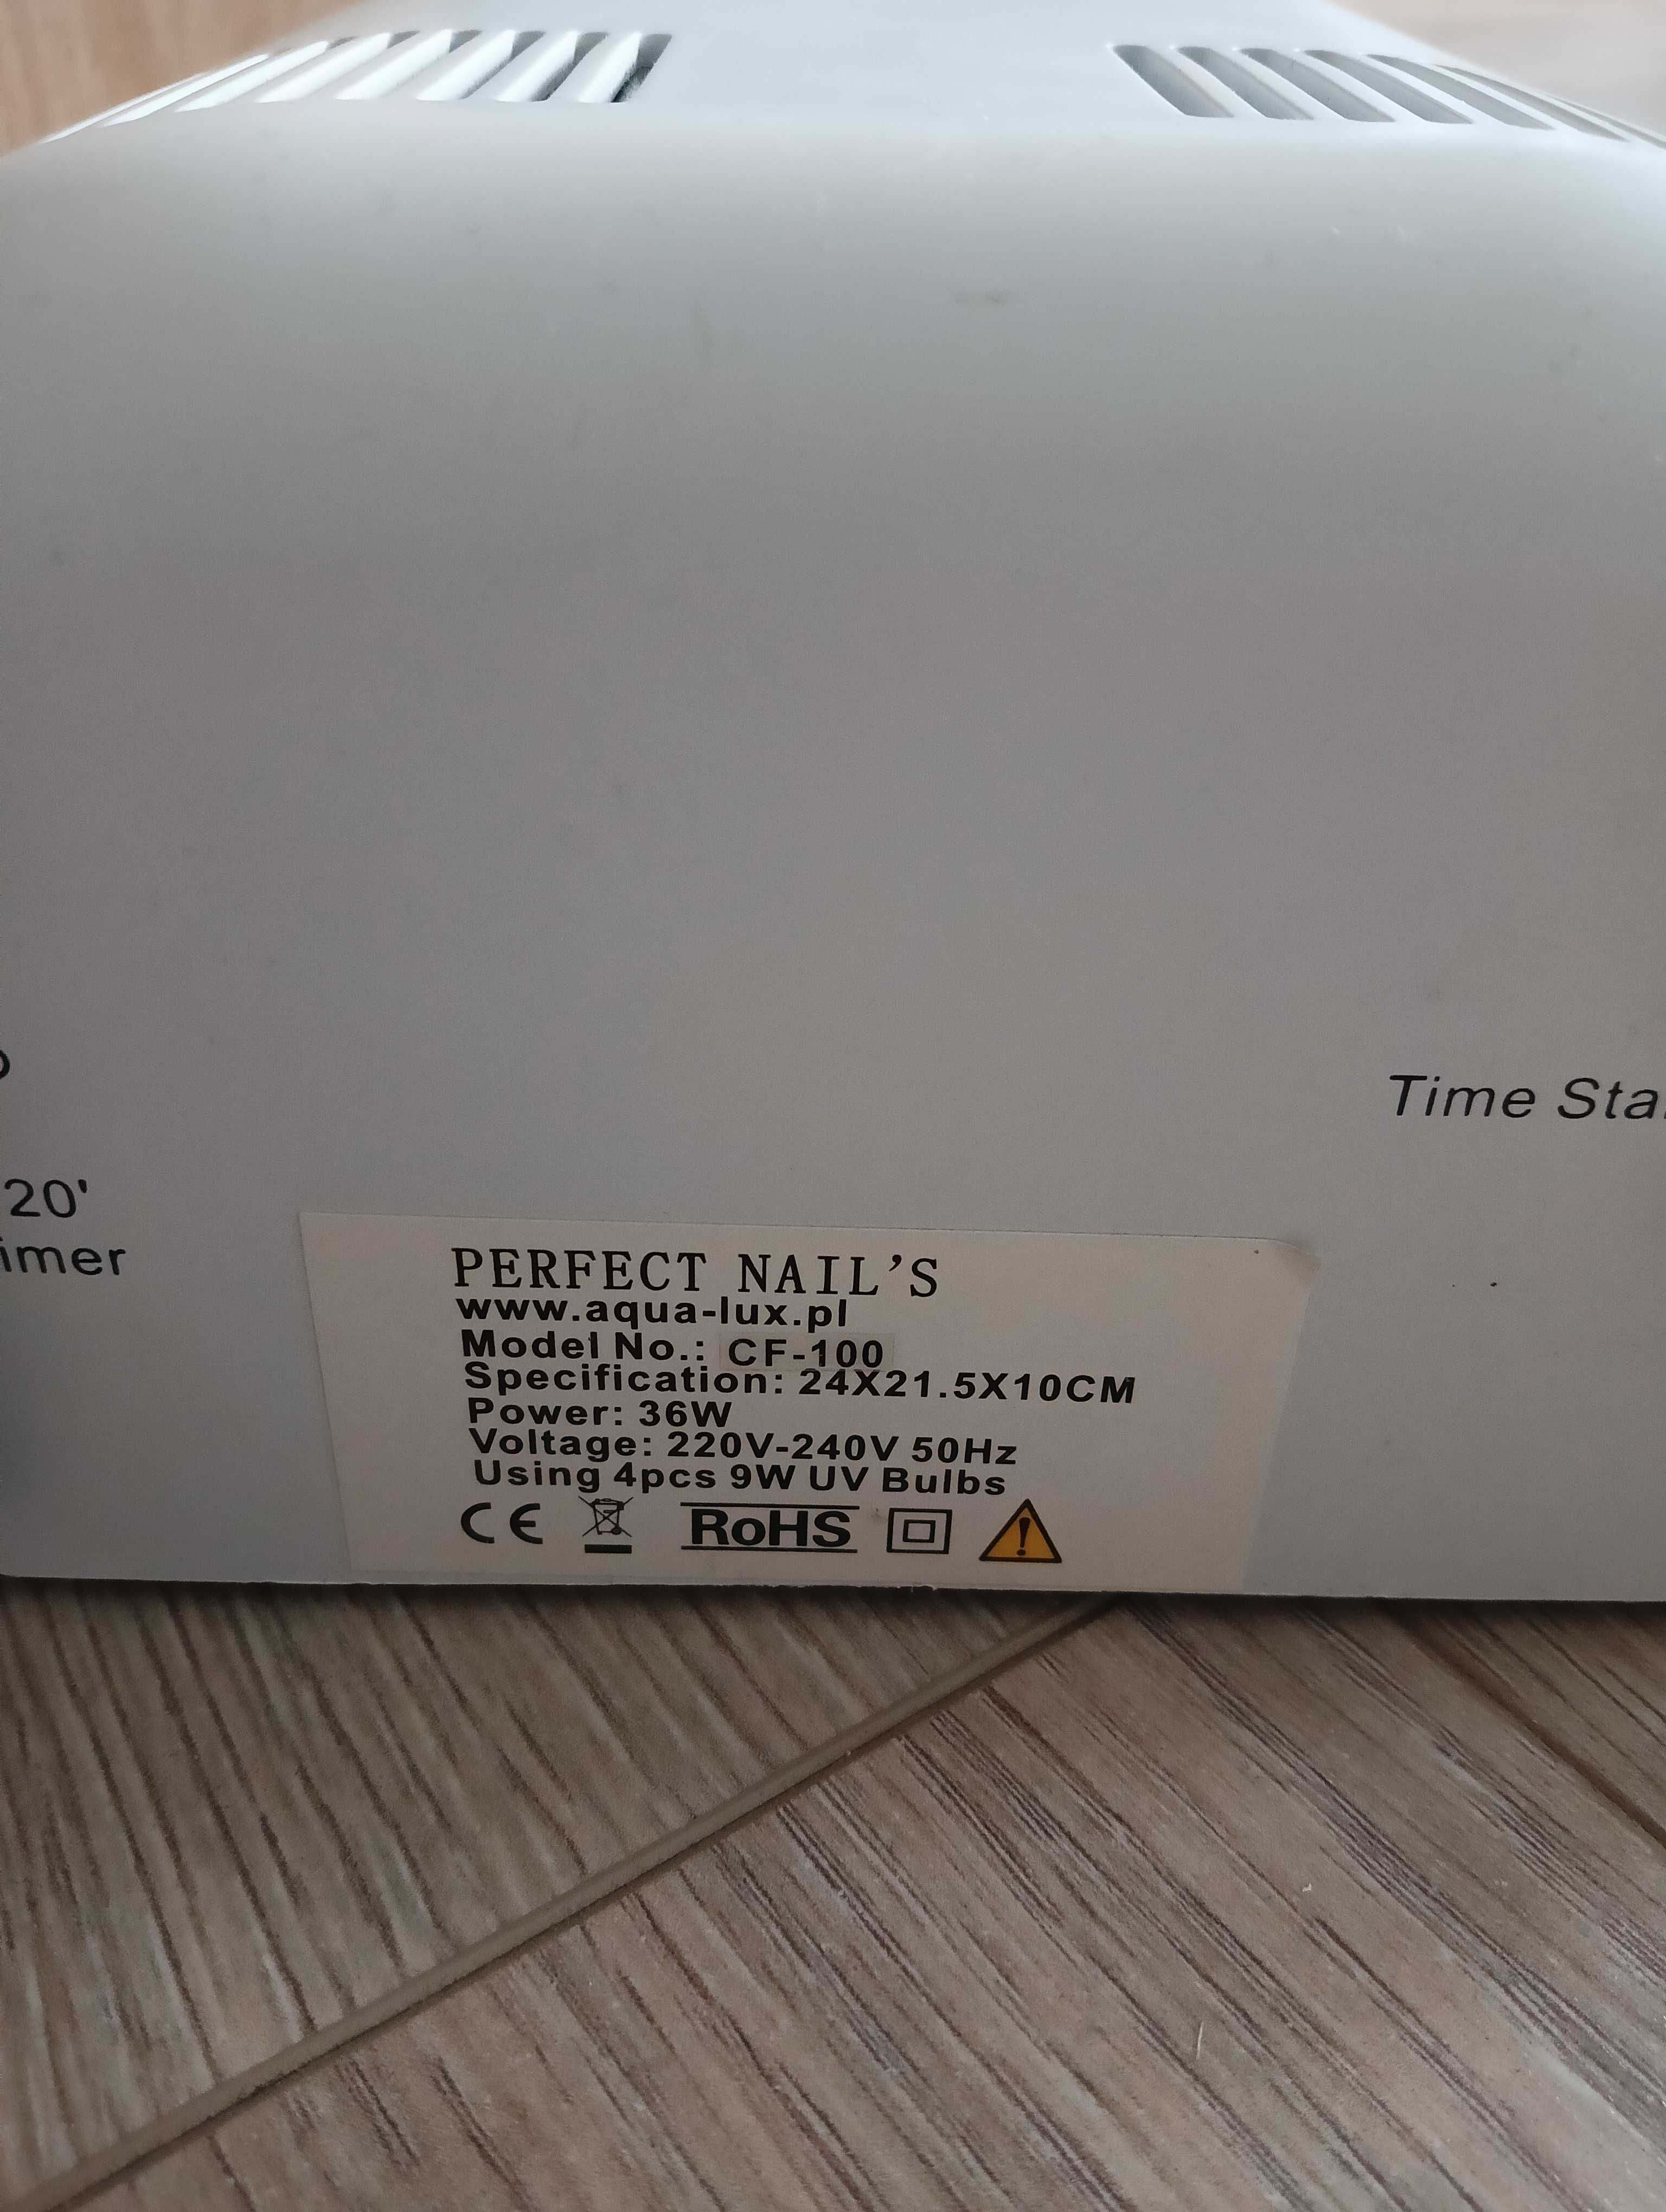 20'
imer
Time Sta
PERFECT NAIL'S
www.aqua-lux.pl
Model No.: CF-100
Specification: 24X21.5X10CM
Power: 36W
Voltage: 220V-240V 50Hz
Using 4pcs 9W UV Bulbs
CE RoHS